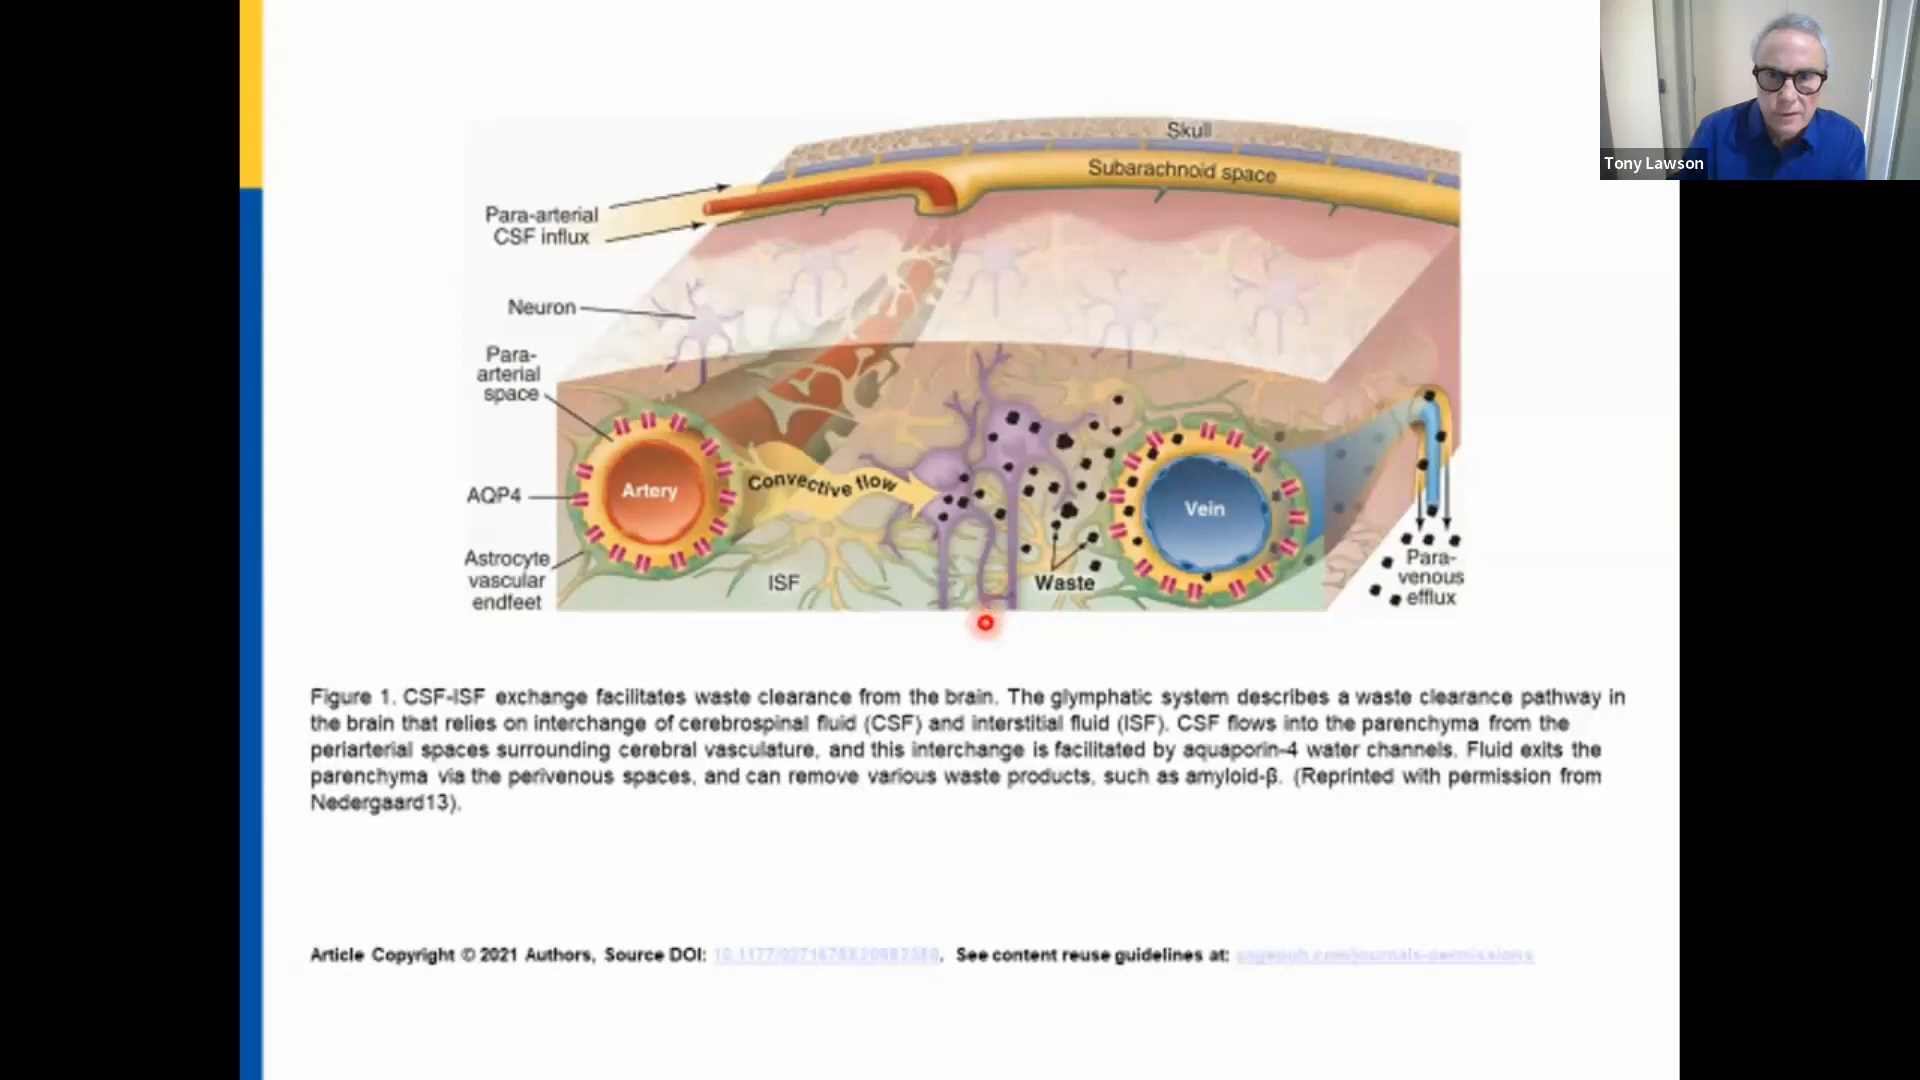 Tony Lawson
Skull
Subarachnoid space
Para-arterial
CSF influx
Neuron
Para-
arterial
space
AQP4
Astrocyte
vascular
endfeet
Artery
Convective flow
Vein
ISF
Waste
Para-
venous
efflux
Figure 1. CSF-ISF exchange facilitates waste clearance from the brain. The glymphatic system describes a waste clearance pathway in
the brain that relies on interchange of cerebrospinal fluid (CSF) and interstitial fluid (ISF). CSF flows into the parenchyma from the
periarterial spaces surrounding cerebral vasculature, and this interchange is facilitated by aquaporin-4 water channels. Fluid exits the
parenchyma via the perivenous spaces, and can remove various waste products, such as amyloid-β. (Reprinted with permission from
Nedergaard13).
Article Copyright © 2021 Authors, Source DOI: . See content reuse guidelines at: sagepub.com/journals-permissions